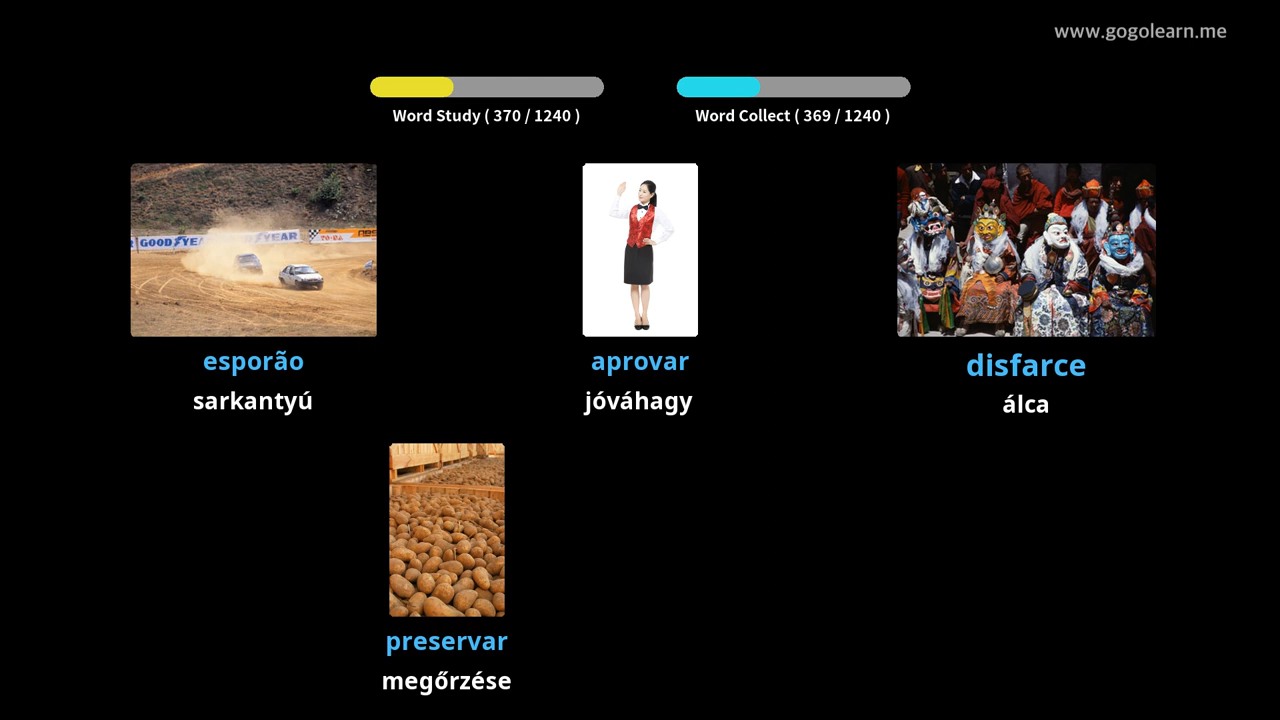 www.gogolearn.me
Word Study ( 370 / 1240 )
Word Collect ( 369 / 1240 )
GOODYEAR
esporão
aprovar
disfarce
sarkantyú
jóváhagy
álca
preservar
megőrzése